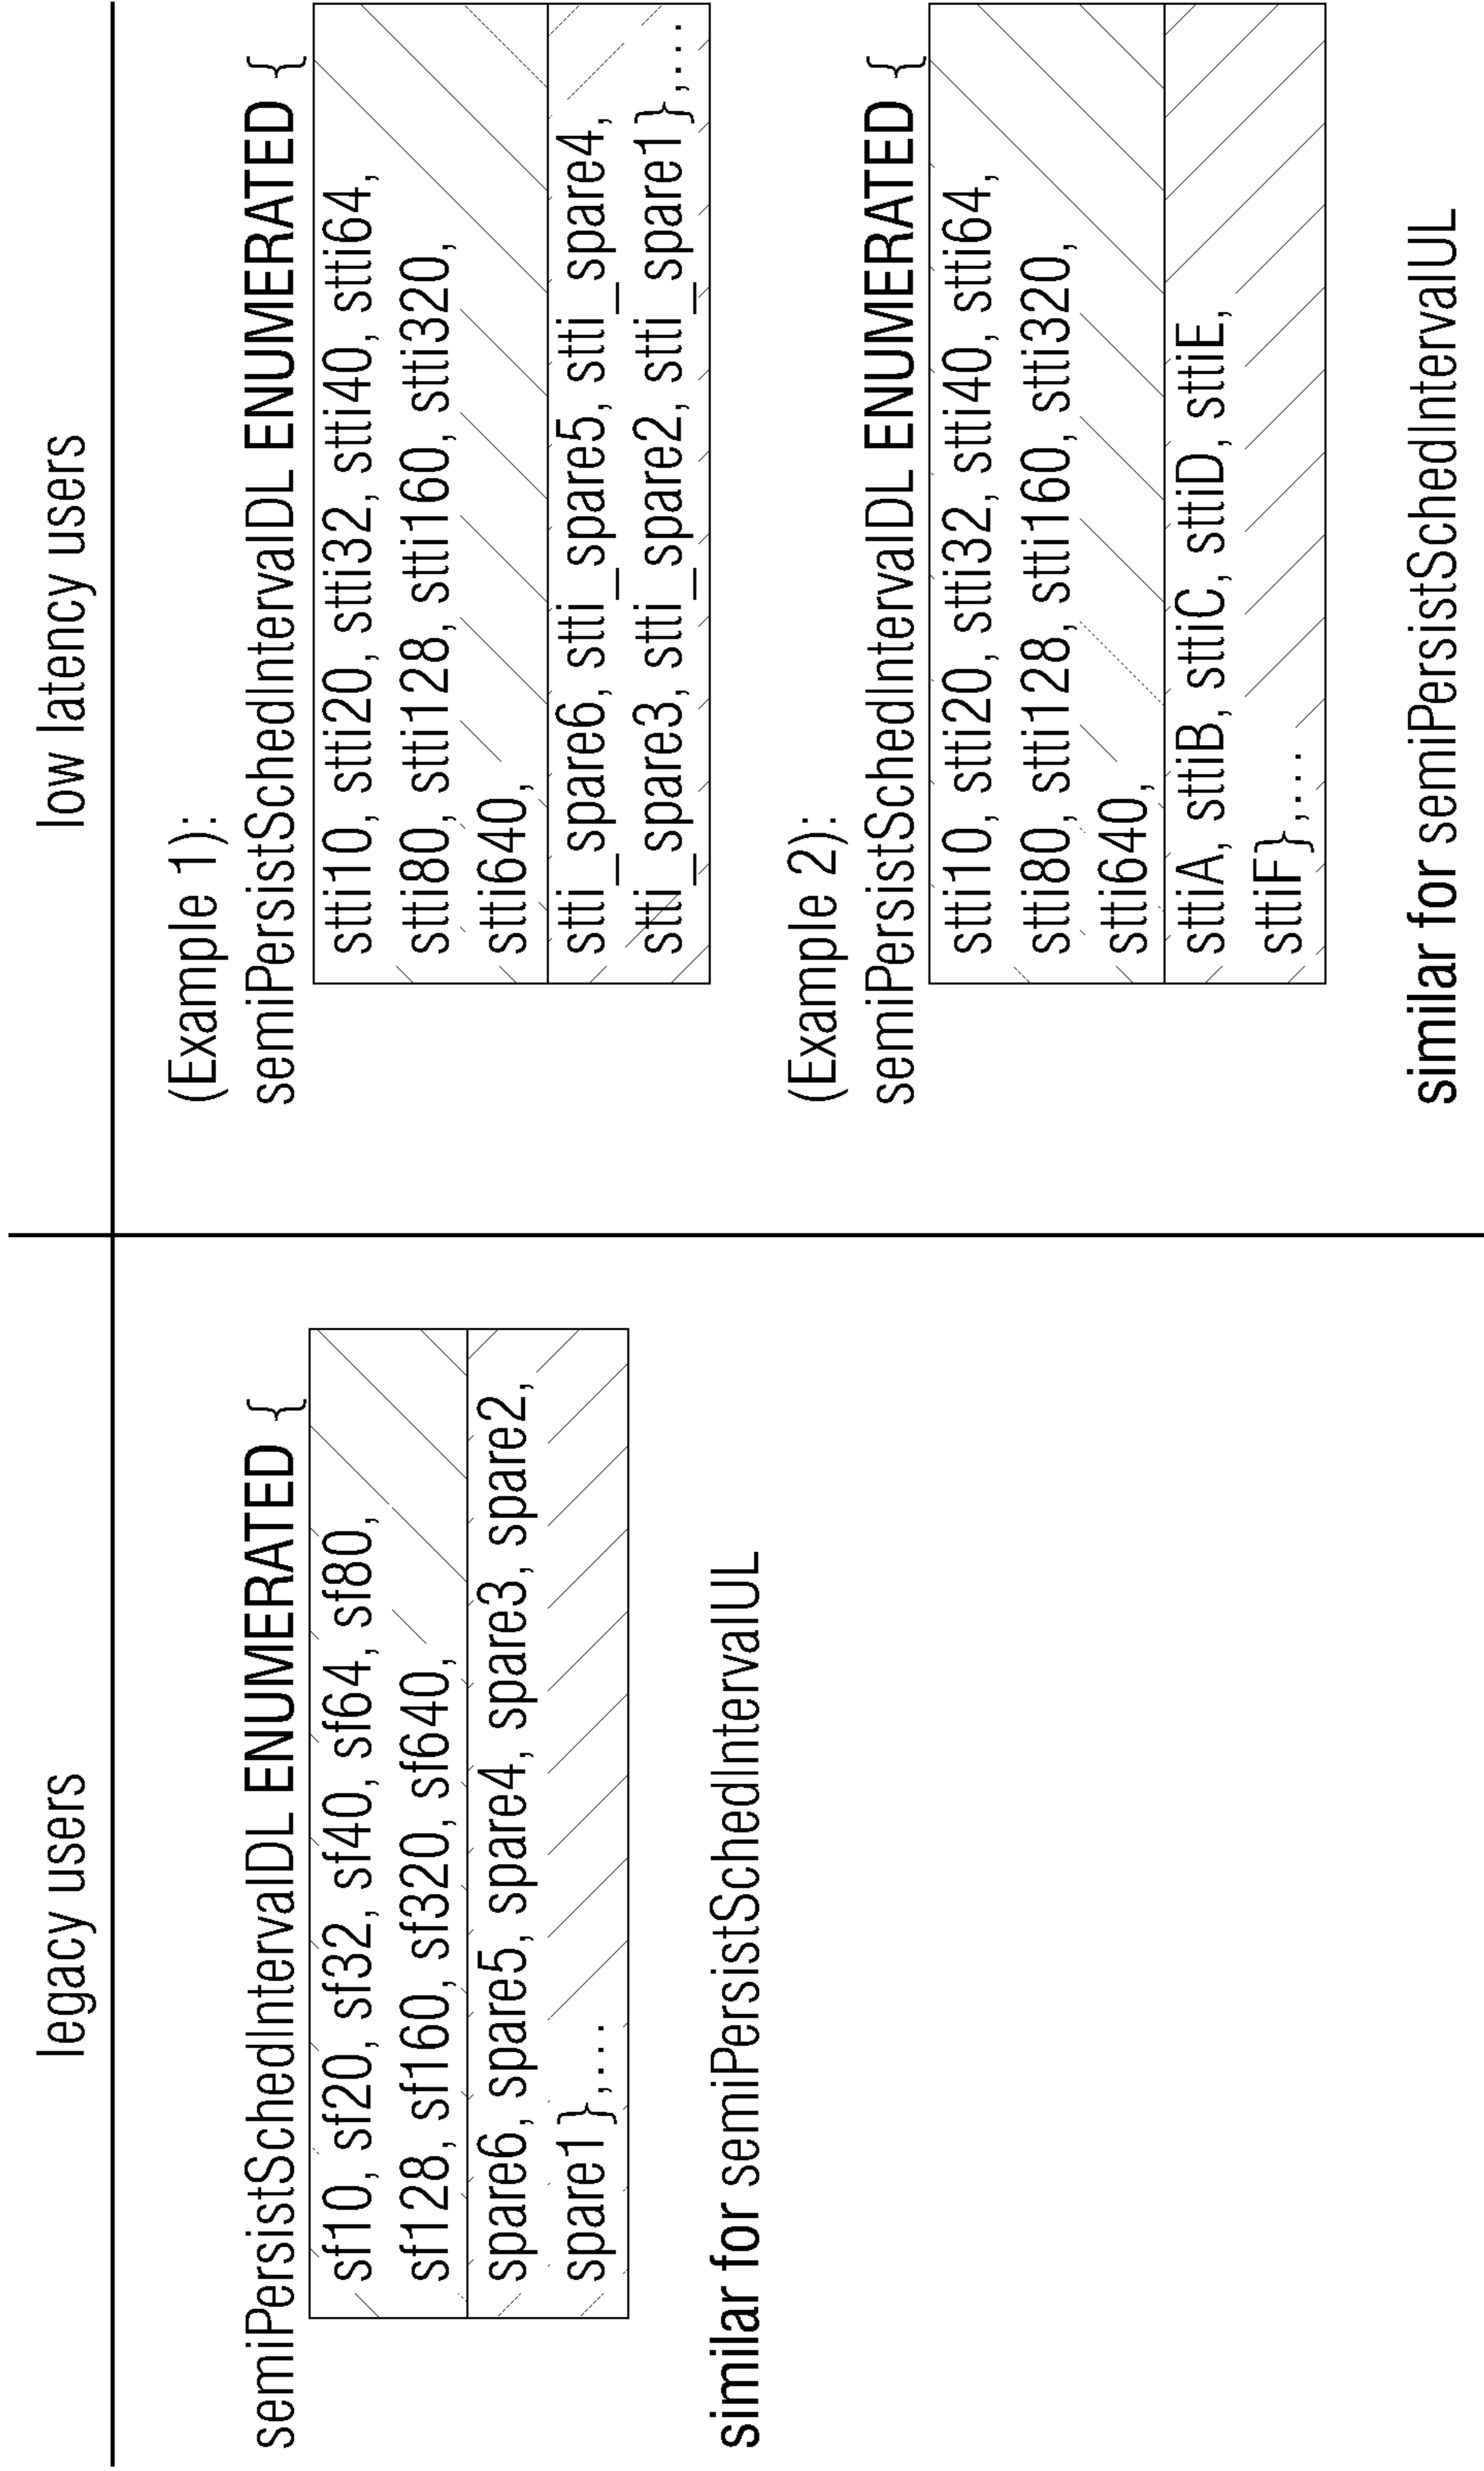 legacy users
semiPersistSchedIntervalDL ENUMERATED {
sf10, sf20, sf32, sf40, sf64, sf80,
sf128, sf160, sf320, sf640,
spare6, spare5, spare4, spare3, spare2,
spare1},...
similar for semiPersistSchedIntervalUL
low latency users
(Example 1):
semiPersistSchedIntervalDL ENUMERATED {
stti10, stti20, stti32, stti40, stti64,
stti80, stti128, stti160, stti320,
stti640,
stti_spare6, stti_spare5, stti_spare4,
stti_spare3, stti_spare2, stti_spare1},...
(Example 2):
semiPersistSchedIntervalDL ENUMERATED {
stti10, stti20, stti32, stti40, stti64,
stti80, stti128, stti160, stti320,
stti640,
sttiA, sttiB, sttiC, sttiD, sttiE,
sttiF},...
similar for semiPersistSchedIntervalUL